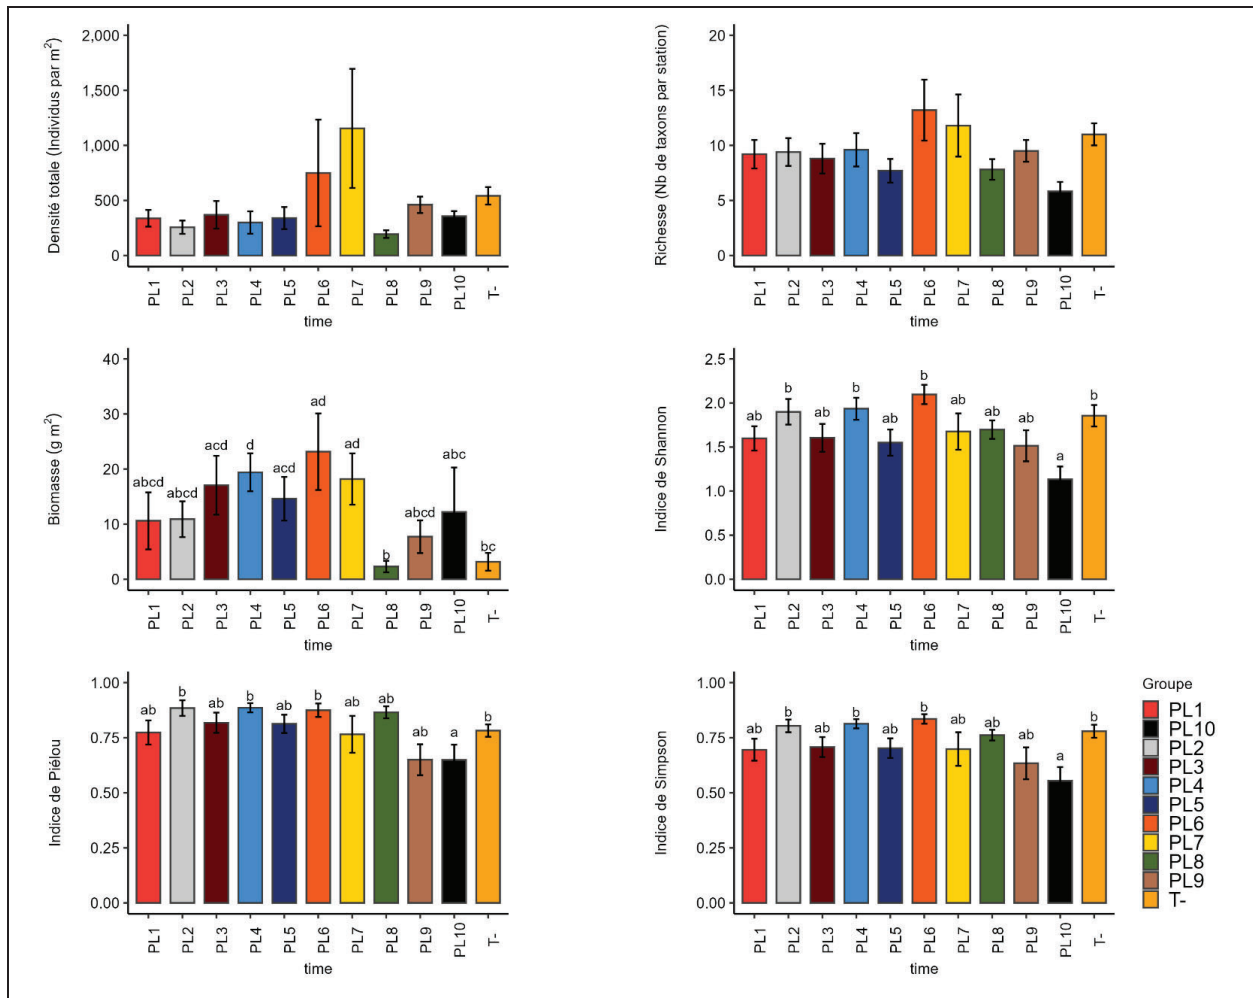 Densité totale (Individus par m²)
2,000
1,500
1,000
500
0
PL1 PL2 PL3 PL4 PL5 PL6 PL7 PL8 PL9 PL10 T-
time
Richesse (Nb de taxons par station)
20
15
10
5
0
PL1 PL2 PL3 PL4 PL5 PL6 PL7 PL8 PL9 PL10 T-
time
Biomasse (g m²)
40
30
20
10
0
abcd abcd acd d acd ad ad b abcd abc bc
PL1 PL2 PL3 PL4 PL5 PL6 PL7 PL8 PL9 PL10 T-
time
Indice de Shannon
2.5
2.0
1.5
1.0
0.5
0.0
ab b ab b ab b ab ab ab a b
PL1 PL2 PL3 PL4 PL5 PL6 PL7 PL8 PL9 PL10 T-
time
Indice de Piélou
1.00
0.75
0.50
0.25
0.00
ab b ab b ab b ab ab ab a b
PL1 PL2 PL3 PL4 PL5 PL6 PL7 PL8 PL9 PL10 T-
time
Indice de Simpson
1.00
0.75
0.50
0.25
0.00
ab b ab b ab b ab ab ab a b
PL1 PL2 PL3 PL4 PL5 PL6 PL7 PL8 PL9 PL10 T-
time
Groupe
PL1
PL10
PL2
PL3
PL4
PL5
PL6
PL7
PL8
PL9
T-